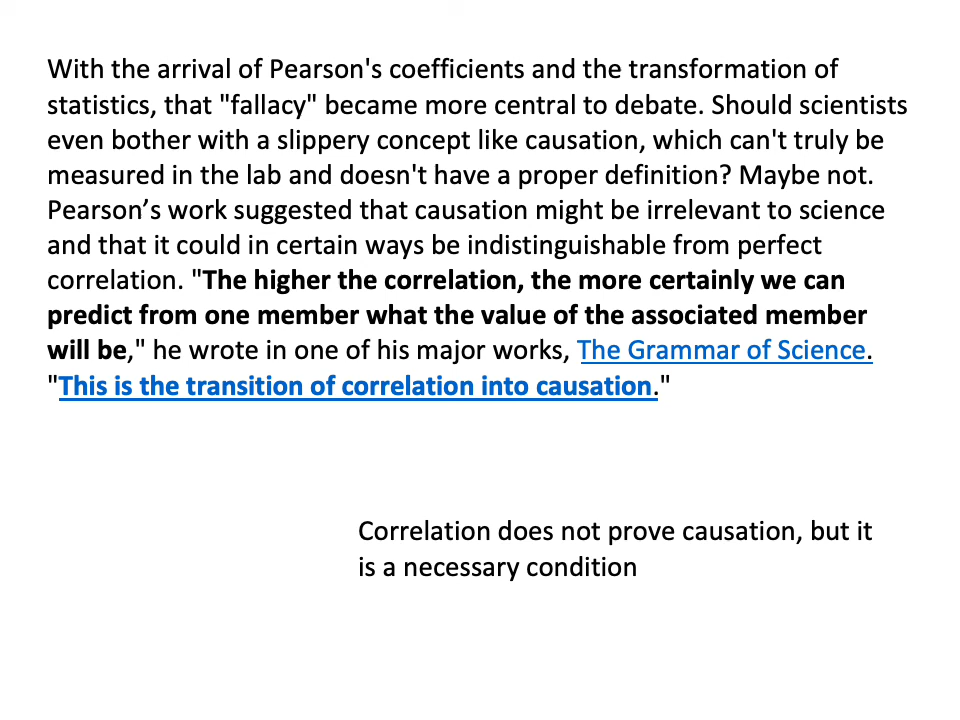 With the arrival of Pearson's coefficients and the transformation of
statistics, that "fallacy" became more central to debate. Should scientists
even bother with a slippery concept like causation, which can't truly be
measured in the lab and doesn't have a proper definition? Maybe not.
Pearson’s work suggested that causation might be irrelevant to science
and that it could in certain ways be indistinguishable from perfect
correlation. "The higher the correlation, the more certainly we can
predict from one member what the value of the associated member
will be," he wrote in one of his major works, The Grammar of Science.
"This is the transition of correlation into causation."
Correlation does not prove causation, but it
is a necessary condition